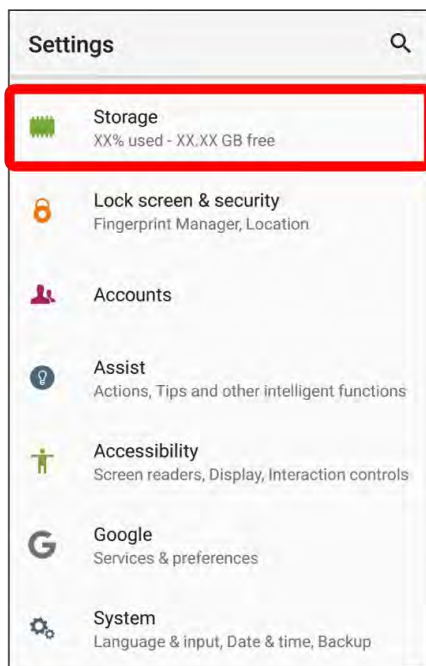 Settings
Storage
XX% used - XX.XX GB free
Lock screen & security
Fingerprint Manager, Location
Accounts
Assist
Actions, Tips and other intelligent functions
Accessibility
Screen readers, Display, Interaction controls
Google
Services & preferences
System
Language & input, Date & time, Backup